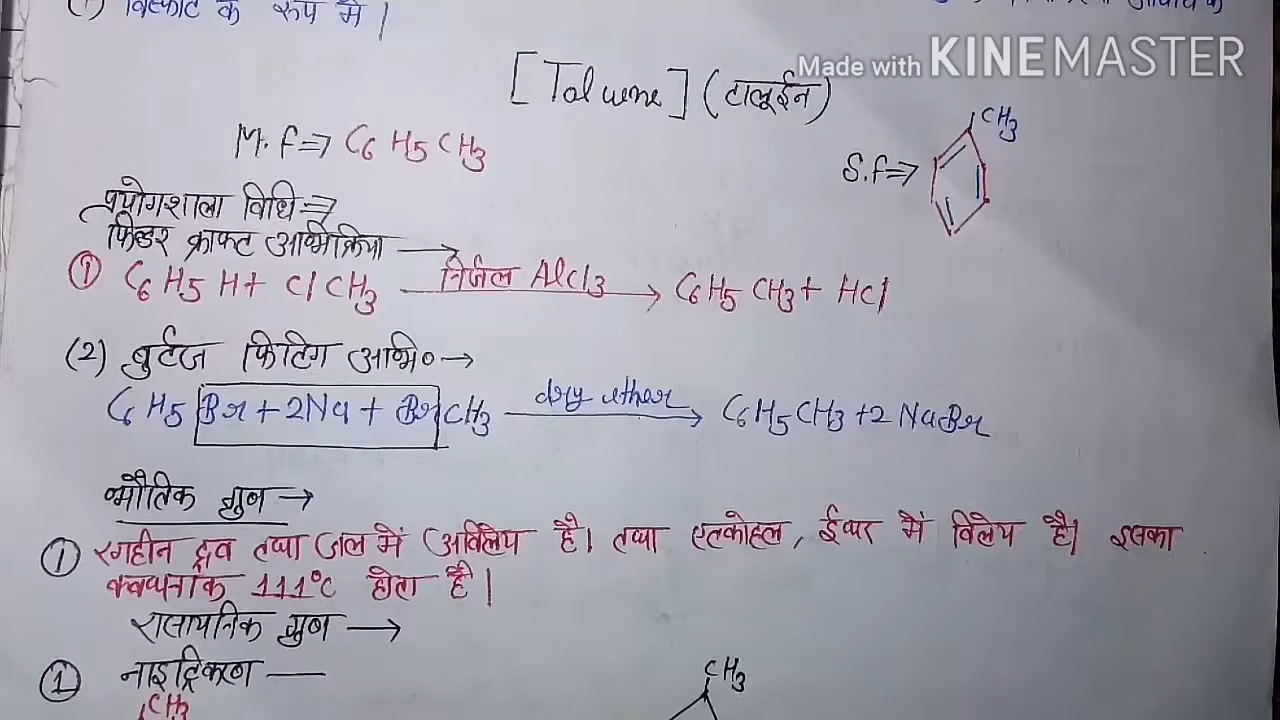 (1) विस्फोट के रूप में।
Made with KINEMASTER
[Toluene] (टालूईन)
M.f⇒ C6H5CH3
S.f⇒ CH3
प्रयोगशाला विधि⇒
फिडर क्राफ्ट अभिक्रिया →
① C6H5H + ClCH3 निर्जल AlCl3 → C6H5CH3 + HCl
(2) वुर्टज फिटिग अभि० →
C6H5Br + 2Na + BrCH3 dry ether → C6H5CH3 + 2NaBr
भौतिक गुण →
① रंगहीन द्रव तथा जल में अविलेय है। तथा एल्कोहल, ईथर में विलेय है। इसका
क्वथनांक 111°C होता है।
रासायनिक गुण →
① नाइट्रिकरण —
CH3
CH3